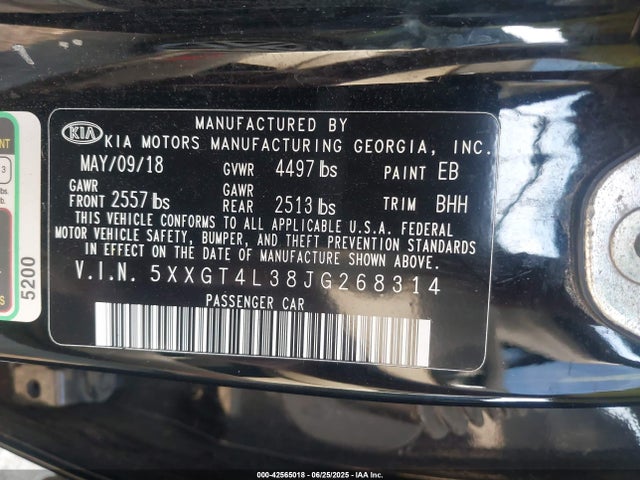 MANUFACTURED BY
KIA KIA MOTORS MANUFACTURING GEORGIA, INC.
MAY/09/18 GVWR 4497 lbs PAINT EB
GAWR FRONT 2557 lbs GAWR REAR 2513 lbs TRIM BHH
THIS VEHICLE CONFORMS TO ALL APPLICABLE U.S.A. FEDERAL
MOTOR VEHICLE SAFETY, BUMPER, AND THEFT PREVENTION STANDARDS
IN EFFECT ON THE DATE OF MANUFACTURE SHOWN ABOVE.
V.I.N. 5XXGT4L38JG268314
PASSENGER CAR
5200
NT
3
lbs.
S
000-42565018 - 06/25/2025 - IAA Inc.